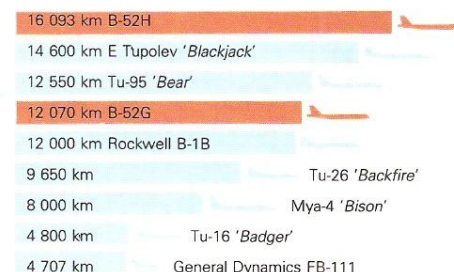 16 093 km B-52H
14 600 km E Tupolev 'Blackjack'
12 550 km Tu-95 'Bear'
12 070 km B-52G
12 000 km Rockwell B-1B
9 650 km Tu-26 'Backfire'
8 000 km Mya-4 'Bison'
4 800 km Tu-16 'Badger'
4 707 km General Dynamics FB-111